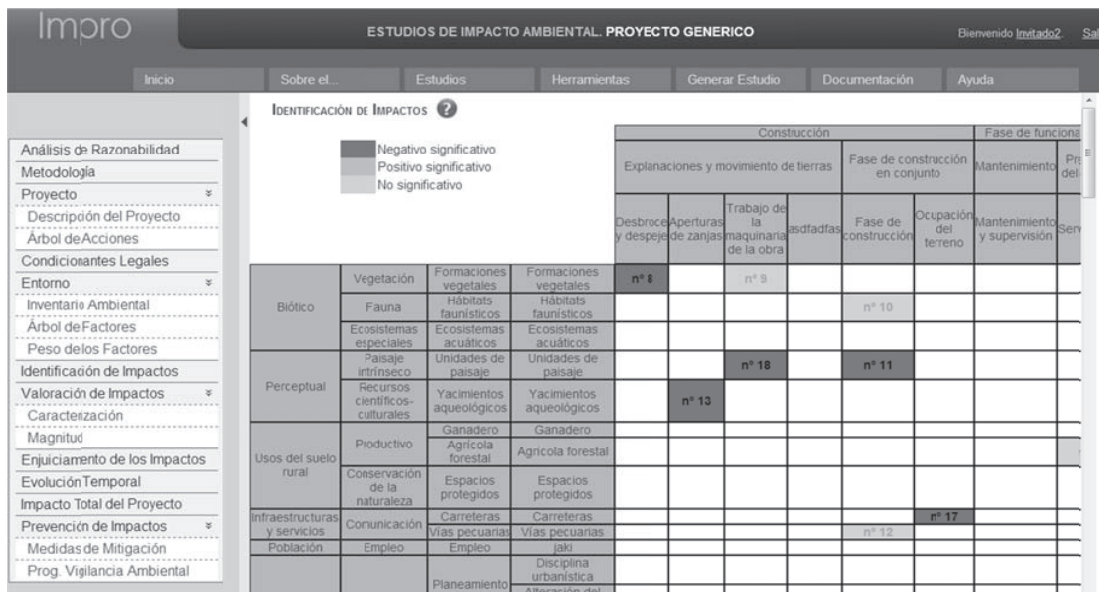 Impro
ESTUDIOS DE IMPACTO AMBIENTAL. PROYECTO GENERICO
Bienvenido Invitado2. Sal
Inicio Sobre el... Estudios Herramientas Generar Estudio Documentación Ayuda
Análisis de Razonabilidad
Metodología
Proyecto
Descripción del Proyecto
Árbol de Acciones
Condicionantes Legales
Entorno
Inventario Ambiental
Árbol de Factores
Peso de los Factores
Identificación de Impactos
Valoración de Impactos
Caracterización
Magnitud
Enjuiciamento de los Impactos
Evolución Temporal
Impacto Total del Proyecto
Prevención de Impactos
Medidas de Mitigación
Prog. Vigilancia Ambiental
IDENTIFICACIÓN DE IMPACTOS ?
Negativo significativo
Positivo significativo
No significativo
Construcción Fase de funciona
Explanaciones y movimiento de tierras
Fase de construcción
en conjunto
Mantenimiento
Desbroce
y despeje
Aperturas
de zanjas
Trabajo de
la
maquinaria
de la obra
asdfadfas
Fase de
construcción
Ocupación
del
terreno
Mantenimiento
y supervisión
Serv
Biótico
Vegetación
Formaciones
vegetales
Formaciones
vegetales
nº 8
nº 9
Fauna
Hábitats
faunísticos
Hábitats
faunísticos
nº 10
Ecosistemas
especiales
Ecosistemas
acuáticos
Ecosistemas
acuáticos
Perceptual
Paisaje
intrínseco
Unidades de
paisaje
Unidades de
paisaje
nº 18
nº 11
Recursos
científicos-
culturales
Yacimientos
aqueológicos
Yacimientos
aqueológicos
nº 13
Usos del suelo
rural
Productivo
Ganadero Ganadero
Agrícola
forestal
Agrícola forestal
Conservación
de la
naturaleza
Espacios
protegidos
Espacios
protegidos
Infraestructuras
y servicios
Comunicación
Carreteras Carreteras nº 17
Vías pecuarias Vías pecuarias nº 12
Población Empleo Empleo jaki
Planeamiento
Disciplina
urbanística
Alteración del